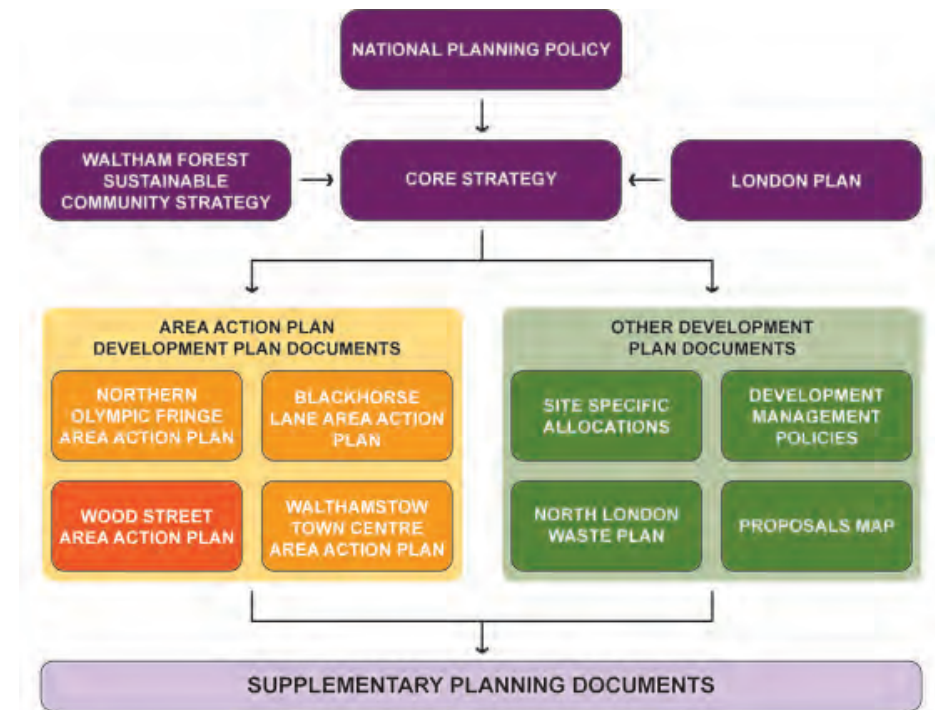 NATIONAL PLANNING POLICY
WALTHAM FOREST
SUSTAINABLE
COMMUNITY STRATEGY
CORE STRATEGY
LONDON PLAN
AREA ACTION PLAN
DEVELOPMENT PLAN DOCUMENTS
NORTHERN
OLYMPIC FRINGE
AREA ACTION PLAN
BLACKHORSE
LANE AREA ACTION
PLAN
WOOD STREET
AREA ACTION PLAN
WALTHAMSTOW
TOWN CENTRE
AREA ACTION PLAN
OTHER DEVELOPMENT
PLAN DOCUMENTS
SITE SPECIFIC
ALLOCATIONS
DEVELOPMENT
MANAGEMENT
POLICIES
NORTH LONDON
WASTE PLAN
PROPOSALS MAP
SUPPLEMENTARY PLANNING DOCUMENTS